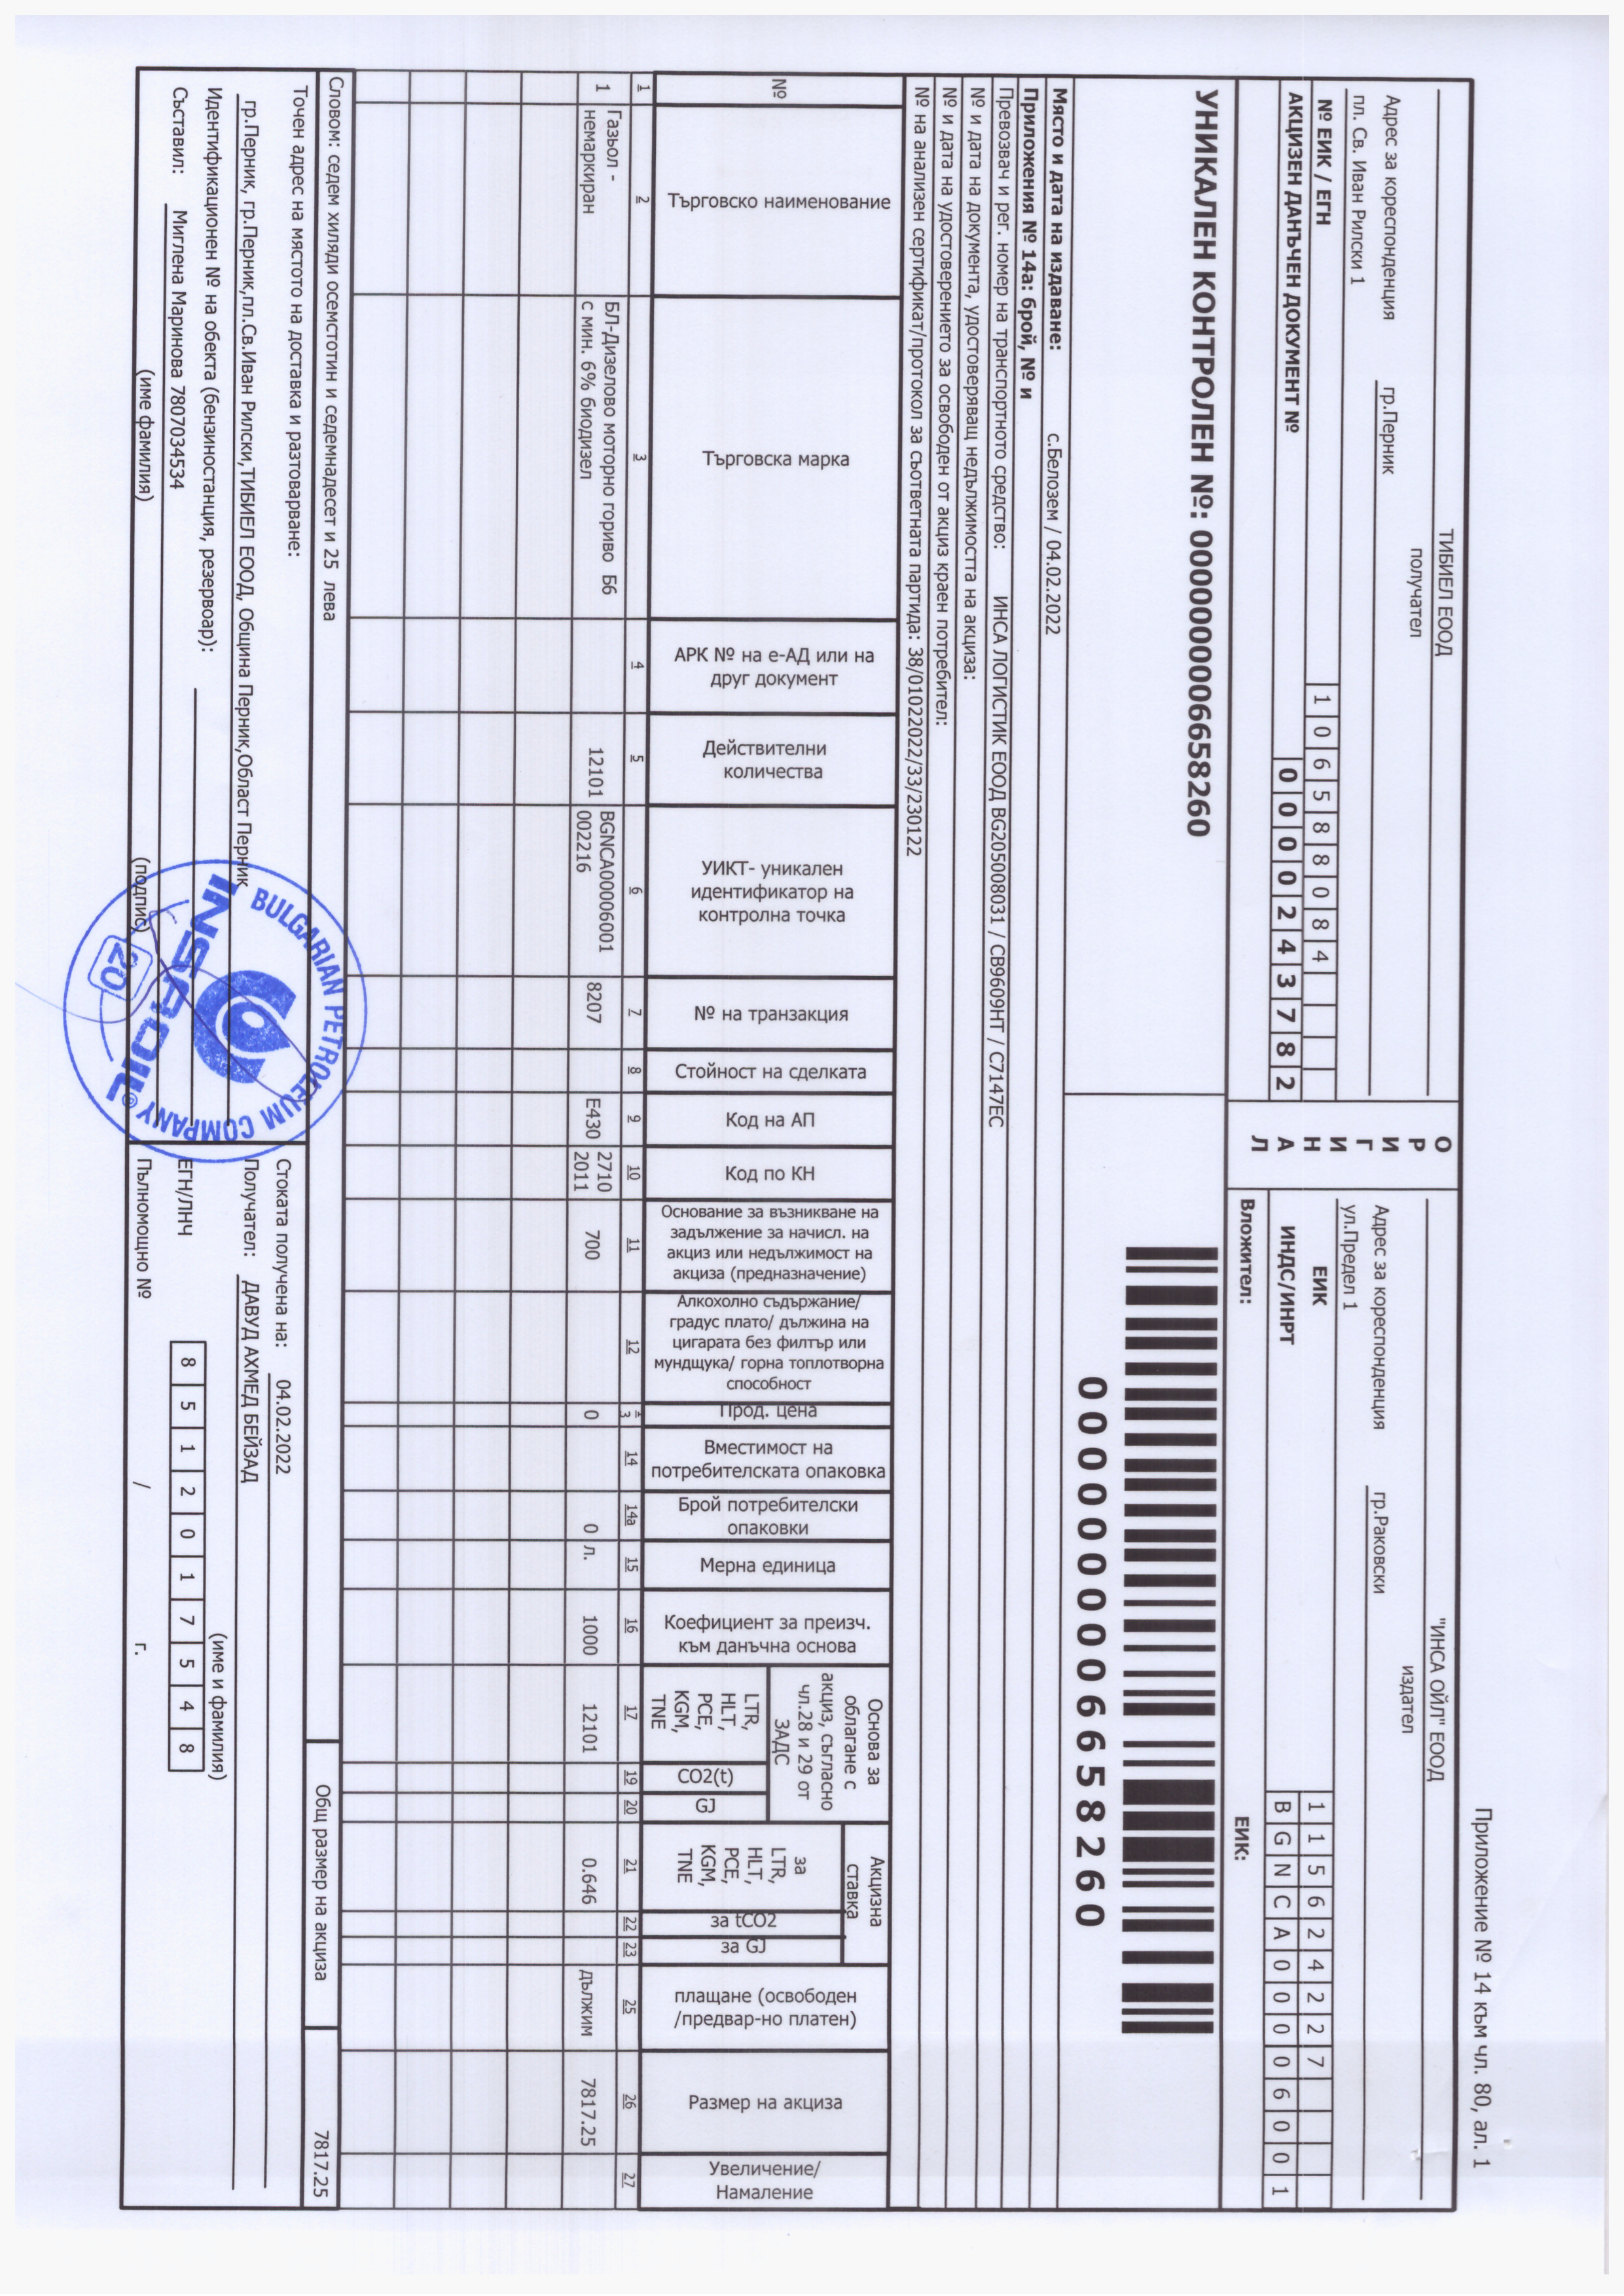 Приложение № 14 към чл. 80, ал. 1
ТИБИЕЛ ЕООД
получател
Адрес за кореспонденция гр.Перник
пл. Св. Иван Рилски 1
№ ЕИК / ЕГН 1 0 6 5 8 8 0 8 4
АКЦИЗЕН ДАНЪЧЕН ДОКУМЕНТ № 0 0 0 0 2 4 3 7 8 2
О Р И Г И Н А Л
"ИНСА ОЙЛ" ЕООД
издател
Адрес за кореспонденция гр.Раковски
ул.Предел 1
ЕИК 1 1 5 6 2 4 2 2 7
ИНДС/ИНРТ B G N C A 0 0 0 0 6 0 0 1
Вложител: ЕИК:
УНИКАЛЕН КОНТРОЛЕН №: 0000000006658260
0000000006658260
Място и дата на издаване: с.Белозем / 04.02.2022
Приложения № 14а: брой, № и
Превозвач и рег. номер на транспортното средство: ИНСА ЛОГИСТИК ЕООД BG205008031 / СВ9609НТ / С7147ЕС
№ и дата на документа, удостоверяващ недължимостта на акциза:
№ и дата на удостоверението за освободен от акциз краен потребител:
№ на анализен сертификат/протокол за съответната партида: 38/01022022/33/230122
№
Търговско наименование
Търговска марка
АРК № на е-АД или на друг документ
Действителни количества
УИКТ- уникален идентификатор на контролна точка
№ на транзакция
Стойност на сделката
Код на АП
Код по КН
Основание за възникване на задължение за начисл. на акциз или недължимост на акциза (предназначение)
Алкохолно съдържание/ градус плато/ дължина на цигарата без филтър или мундщука/ горна топлотворна способност
Прод. цена
Вместимост на потребителската опаковка
Брой потребителски опаковки
Мерна единица
Коефициент за преизч. към данъчна основа
Основа за облагане с акциз, съгласно чл.28 и 29 от ЗАДС
LTR, HLT, PCE, KGM, TNE
CO2(t)
GJ
Акцизна ставка
за LTR, HLT, PCE, KGM, TNE
за tCO2
за GJ
плащане (освободен /предвар-но платен)
Размер на акциза
Увеличение/ Намаление
1 2 3 4 5 6 7 8 9 10 11 12 13 14 14а 15 16 17 19 20 21 22 23 25 26 27
1 Газьол - БЛ-Дизелово моторно гориво Б6 12101 BGNCA00006001 8207 E430 2710 700 0 0 л. 1000 12101 0.646 дължим 7817.25
немаркиран с мин. 6% биодизел 002216 2011
Словом: седем хиляди осемстотин и седемнадесет и 25 лева
Общ размер на акциза 7817.25
Точен адрес на мястото на доставка и разтоварване:
гр.Перник, гр.Перник,пл.Св.Иван Рилски,ТИБИЕЛ ЕООД, Община Перник,Област Перник
Идентификационен № на обекта (бензиностанция, резервоар):
Съставил: Миглена Маринова 7807034534
(име фамилия) (подпис)
Стоката получена на: 04.02.2022
Получател: ДАВУД АХМЕД БЕЙЗАД
(име и фамилия)
ЕГН/ЛНЧ 8 5 1 2 0 1 7 5 4 8
Пълномощно № / г.
BULGARIAN PETROLEUM COMPANY
INSA OIL®
20